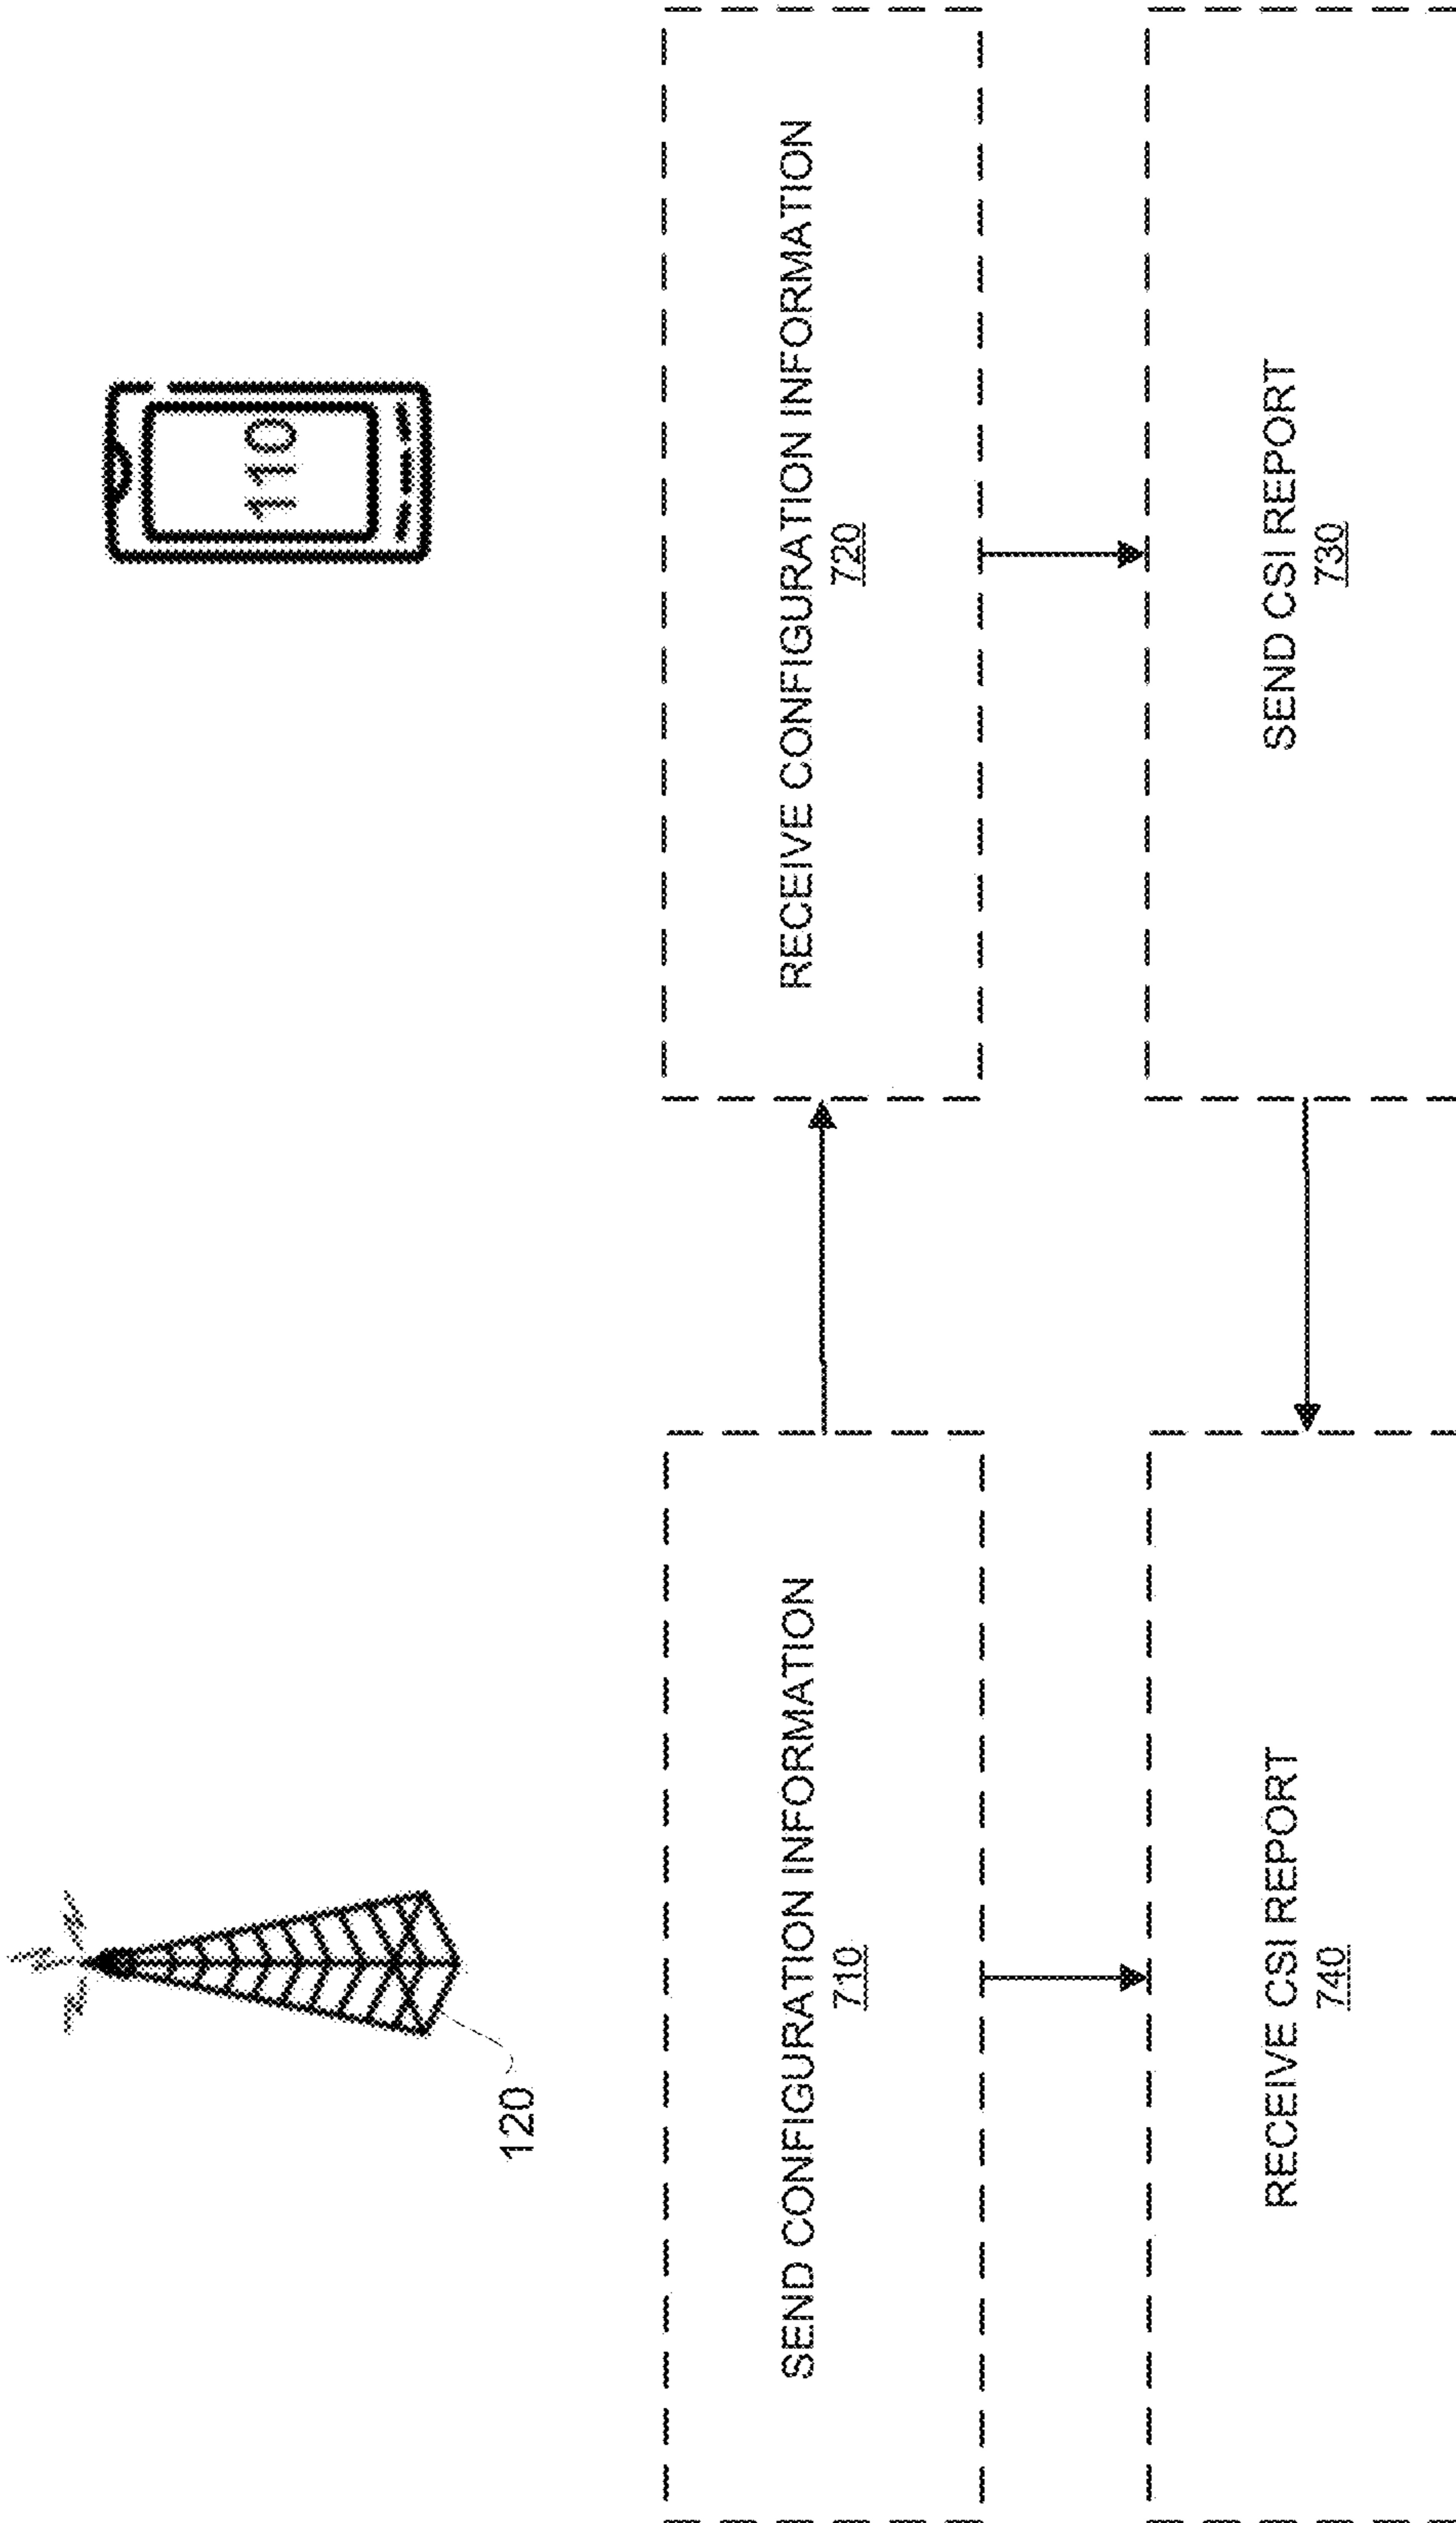 120
110
SEND CONFIGURATION INFORMATION
710
RECEIVE CONFIGURATION INFORMATION
720
RECEIVE CSI REPORT
740
SEND CSI REPORT
730